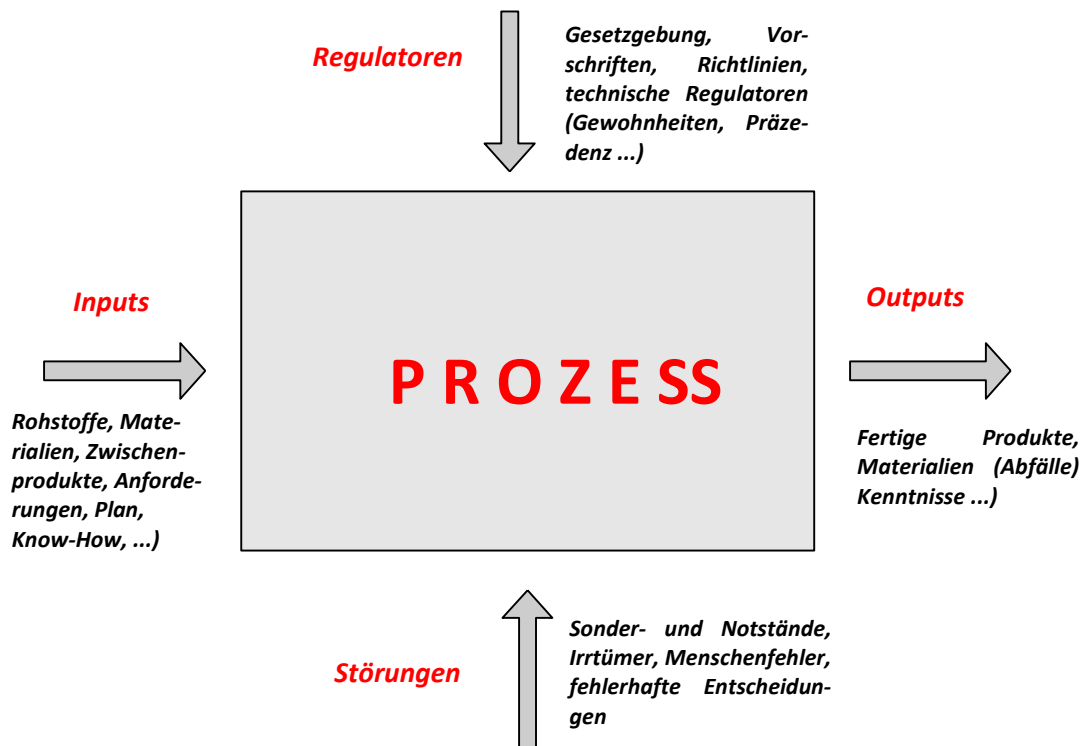 Regulatoren
Gesetzgebung, Vor-
schriften, Richtlinien,
technische Regulatoren
(Gewohnheiten, Präze-
denz ...)
Inputs
Rohstoffe, Mate-
rialien, Zwischen-
produkte, Anforde-
rungen, Plan,
Know-How, ...)
P R O Z E SS
Outputs
Fertige Produkte,
Materialien (Abfälle)
Kenntnisse ...)
Störungen
Sonder- und Notstände,
Irrtümer, Menschenfehler,
fehlerhafte Entscheidun-
gen